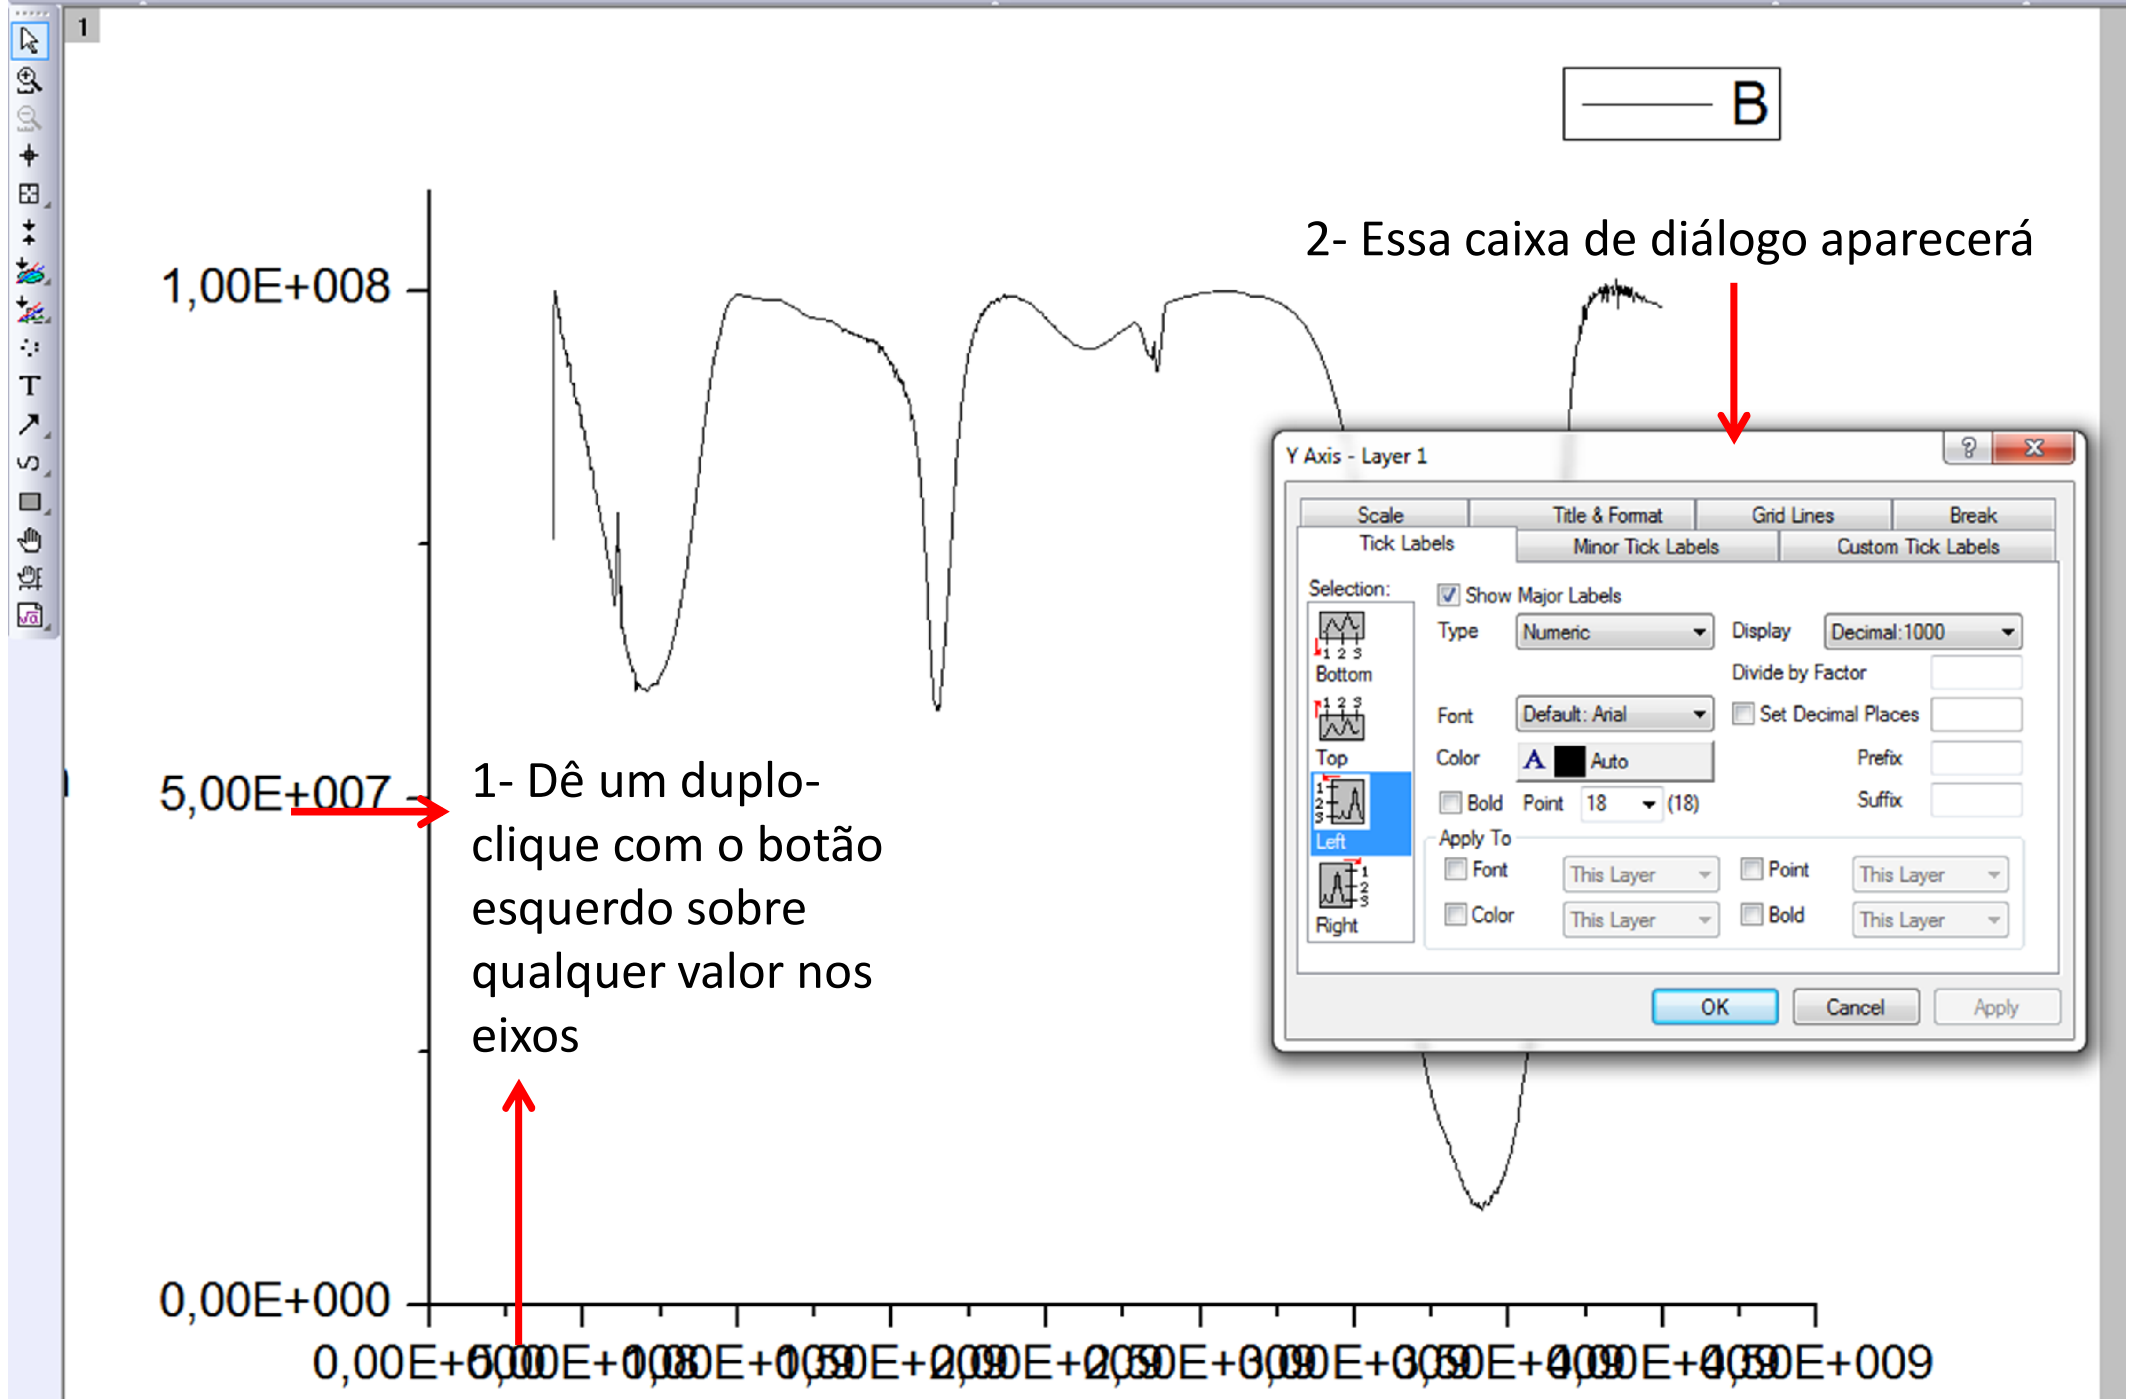 1
B
2- Essa caixa de diálogo aparecerá
1,00E+008
5,00E+007
0,00E+000
1- Dê um duplo-
clique com o botão
esquerdo sobre
qualquer valor nos
eixos
Y Axis - Layer 1
Scale Title & Format Grid Lines Break
Tick Labels Minor Tick Labels Custom Tick Labels
Selection:
Bottom
Top
Left
Right
Show Major Labels
Type Numeric Display Decimal:1000
Divide by Factor
Font Default: Arial Set Decimal Places
Color A Auto Prefix
Bold Point 18 (18) Suffix
Apply To
Font This Layer Point This Layer
Color This Layer Bold This Layer
OK Cancel Apply